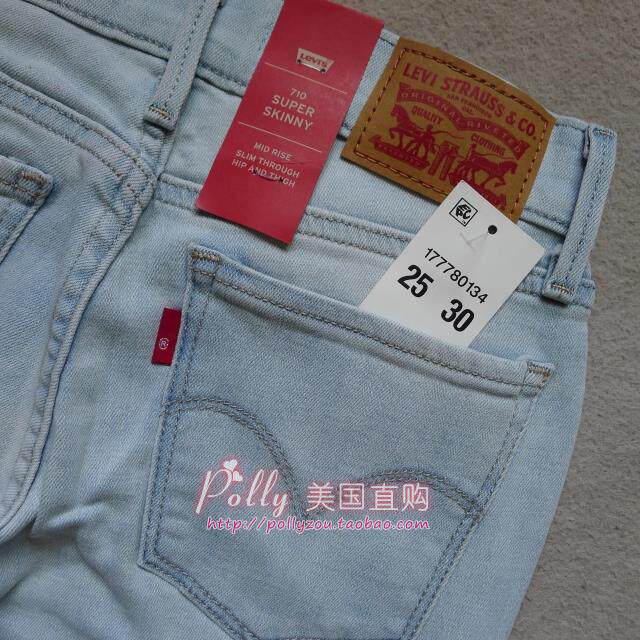 Levi's
710
SUPER
SKINNY
MID RISE
SLIM THROUGH
HIP AND THIGH
LEVI STRAUSS & CO.
ORIGINAL RIVETED
QUALITY CLOTHING
177780134
25 30
®
Polly 美国直购
http://pollyzou.taobao.com